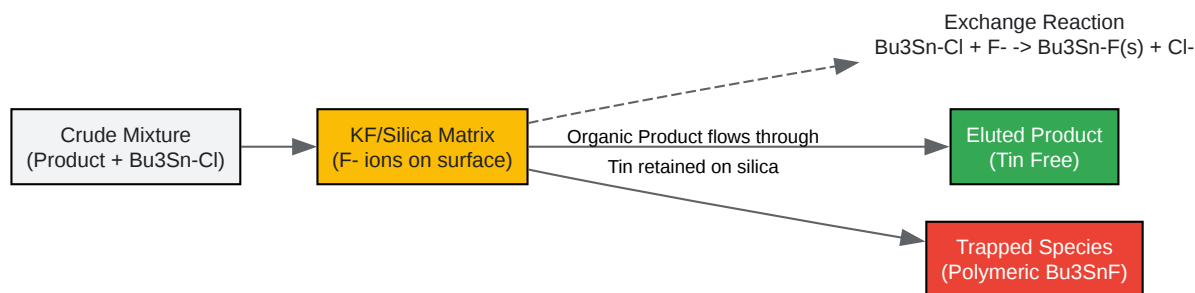 Exchange Reaction
Bu3Sn-Cl + F- -> Bu3Sn-F(s) + Cl-
Crude Mixture
(Product + Bu3Sn-Cl)
KF/Silica Matrix
(F- ions on surface)
Organic Product flows through
Tin retained on silica
Eluted Product
(Tin Free)
Trapped Species
(Polymeric Bu3SnF)